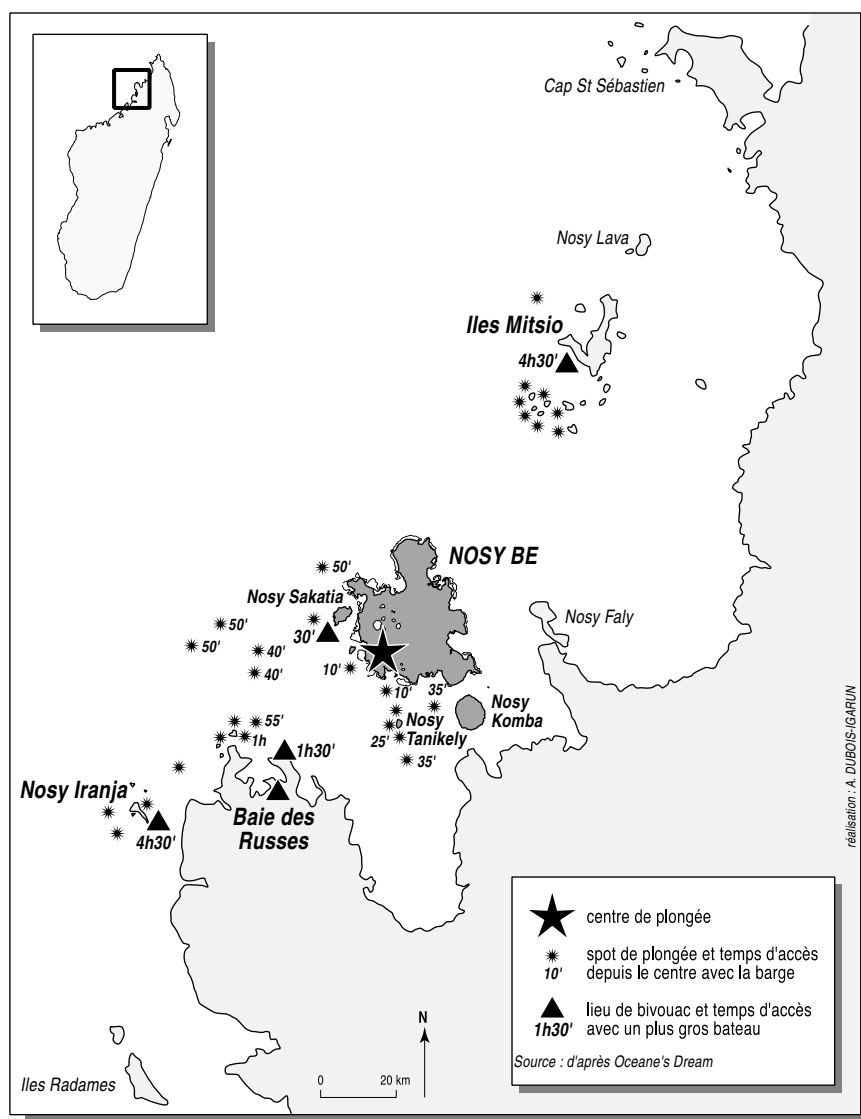 Cap St Sébastien
Nosy Lava
Iles Mitsio
4h30'
NOSY BE
50'
Nosy Sakatia
50'
30'
50'
40'
40'
10'
Nosy Faly
10'
35'
Nosy
Komba
Nosy
Tanikely
25'
35'
55'
1h
1h30'
Nosy Iranja
4h30'
Baie des
Russes
Iles Radames
N
0 20 km
centre de plongée
spot de plongée et temps d'accès
10' depuis le centre avec la barge
lieu de bivouac et temps d'accès
1h30' avec un plus gros bateau
Source : d'après Oceane's Dream
réalisation : A. DUBOIS-IGARUN